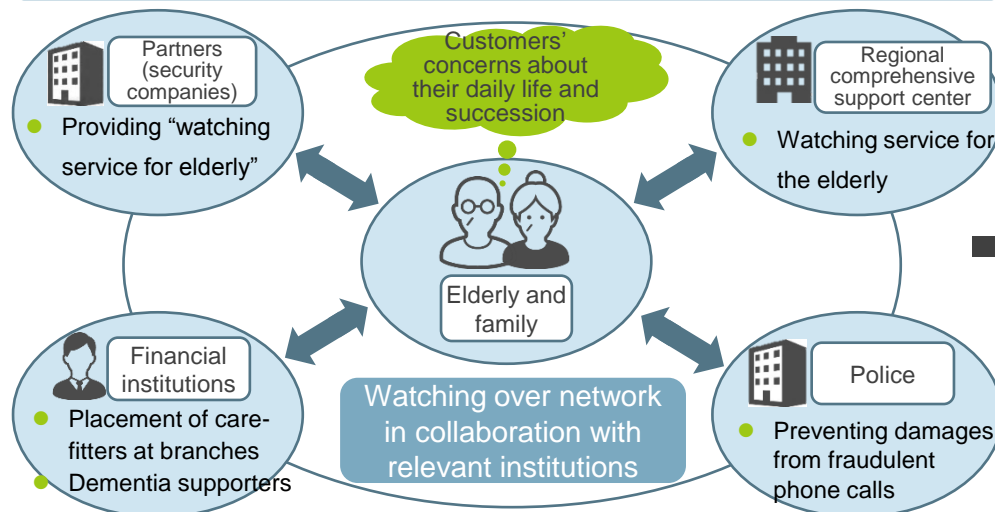 Partners
(security
companies)
Providing “watching
service for elderly”
Customers’
concerns about
their daily life and
succession
Regional
comprehensive
support center
Watching service for
the elderly
Elderly and
family
Financial
institutions
Placement of care-
fitters at branches
Dementia supporters
Watching over network
in collaboration with
relevant institutions
Police
Preventing damages
from fraudulent
phone calls